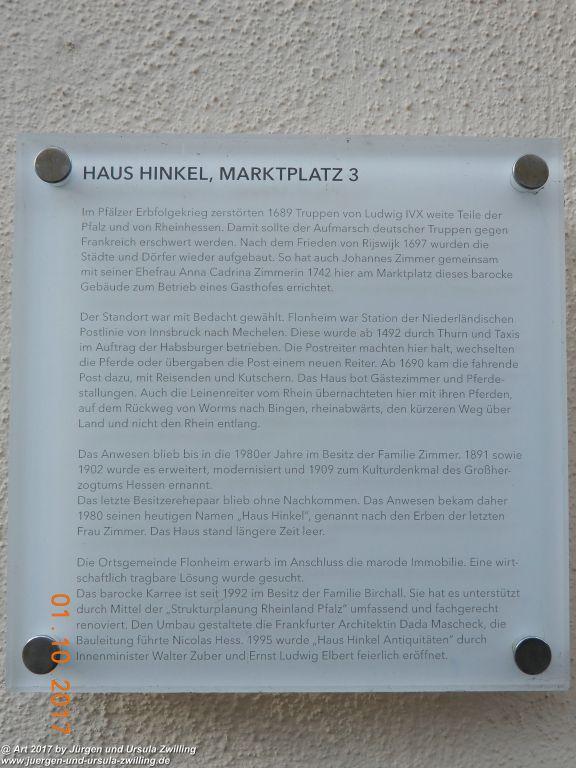 HAUS HINKEL, MARKTPLATZ 3
Im Pfälzer Erbfolgekrieg zerstörten 1689 Truppen von Ludwig IVX weite Teile der
Pfalz und von Rheinhessen. Damit sollte der Aufmarsch deutscher Truppen gegen
Frankreich erschwert werden. Nach dem Frieden von Rijswijk 1697 wurden die
Städte und Dörfer wieder aufgebaut. So hat auch Johannes Zimmer gemeinsam
mit seiner Ehefrau Anna Cadrina Zimmerin 1742 hier am Marktplatz dieses barocke
Gebäude zum Betrieb eines Gasthofes errichtet.
Der Standort war mit Bedacht gewählt. Flonheim war Station der Niederländischen
Postlinie von Innsbruck nach Mechelen. Diese wurde ab 1492 durch Thurn und Taxis
im Auftrag der Habsburger betrieben. Die Postreiter machten hier halt, wechselten
die Pferde oder übergaben die Post einem neuen Reiter. Ab 1690 kam die fahrende
Post dazu, mit Reisenden und Kutschern. Das Haus bot Gästezimmer und Pferde-
stallungen. Auch die Leinenreiter vom Rhein übernachteten hier mit ihren Pferden,
auf dem Rückweg von Worms nach Bingen, rheinabwärts, den kürzeren Weg über
Land und nicht den Rhein entlang.
Das Anwesen blieb bis in die 1980er Jahre im Besitz der Familie Zimmer. 1891 sowie
1902 wurde es erweitert, modernisiert und 1909 zum Kulturdenkmal des Großher-
zogtums Hessen ernannt.
Das letzte Besitzerehepaar blieb ohne Nachkommen. Das Anwesen bekam daher
1980 seinen heutigen Namen „Haus Hinkel", genannt nach den Erben der letzten
Frau Zimmer. Das Haus stand längere Zeit leer.
Die Ortsgemeinde Flonheim erwarb im Anschluss die marode Immobilie. Eine wirt-
schaftlich tragbare Lösung wurde gesucht.
Das barocke Karree ist seit 1992 im Besitz der Familie Birchall. Sie hat es unterstützt
durch Mittel der „Strukturplanung Rheinland Pfalz" umfassend und fachgerecht
renoviert. Den Umbau gestaltete die Frankfurter Architektin Dada Mascheck, die
Bauleitung führte Nicolas Hess. 1995 wurde „Haus Hinkel Antiquitäten" durch
Innenminister Walter Zuber und Ernst Ludwig Elbert feierlich eröffnet.
01.10.2017
@ Art 2017 by Jürgen und Ursula Zwilling
www-juergen-und-ursula-zwilling.de